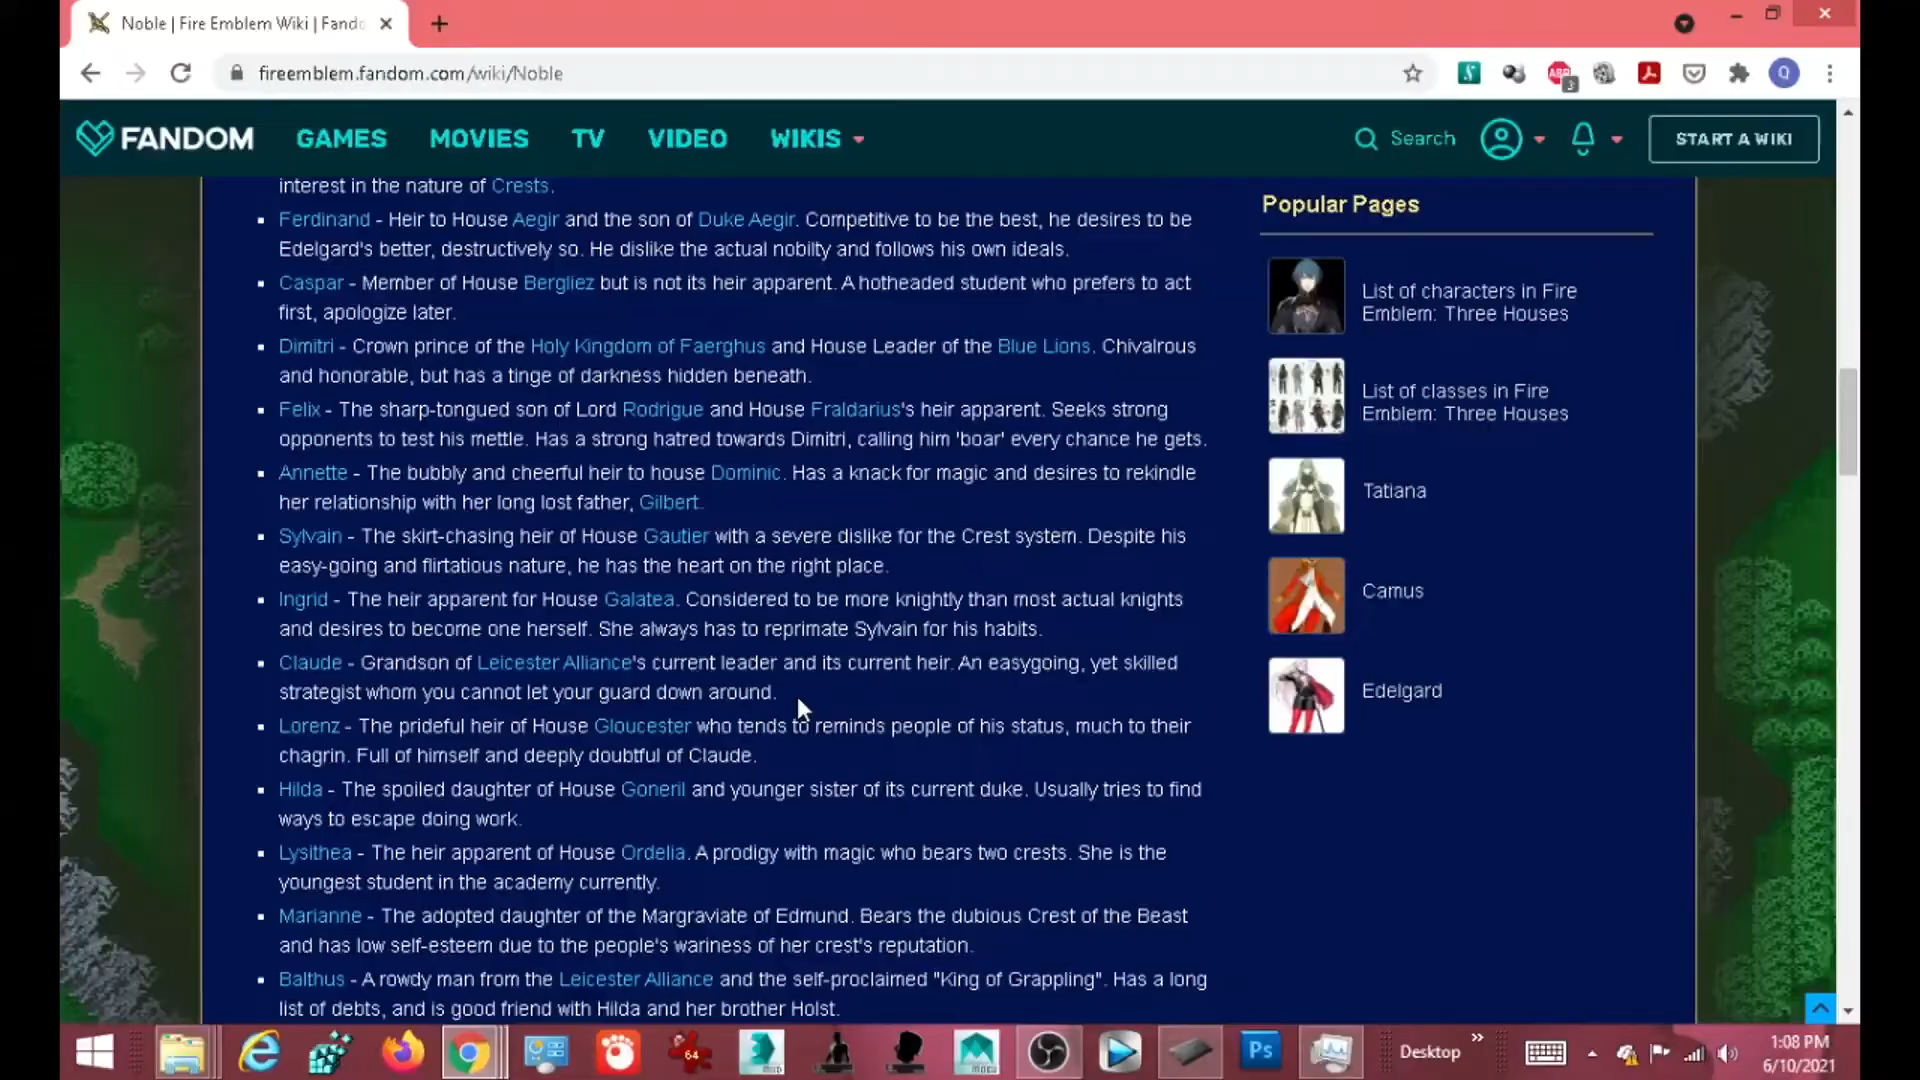 Noble | Fire Emblem Wiki | Fando
fireemblem.fandom.com/wiki/Noble
ABP
3
Q
FANDOM
GAMES
MOVIES
TV
VIDEO
WIKIS
Search
START A WIKI
interest in the nature of Crests.
Ferdinand - Heir to House Aegir and the son of Duke Aegir. Competitive to be the best, he desires to be
Edelgard's better, destructively so. He dislike the actual nobilty and follows his own ideals.
Caspar - Member of House Bergliez but is not its heir apparent. A hotheaded student who prefers to act
first, apologize later.
Dimitri - Crown prince of the Holy Kingdom of Faerghus and House Leader of the Blue Lions. Chivalrous
and honorable, but has a tinge of darkness hidden beneath.
Felix - The sharp-tongued son of Lord Rodrigue and House Fraldarius's heir apparent. Seeks strong
opponents to test his mettle. Has a strong hatred towards Dimitri, calling him 'boar' every chance he gets.
Annette - The bubbly and cheerful heir to house Dominic. Has a knack for magic and desires to rekindle
her relationship with her long lost father, Gilbert.
Sylvain - The skirt-chasing heir of House Gautier with a severe dislike for the Crest system. Despite his
easy-going and flirtatious nature, he has the heart on the right place.
Ingrid - The heir apparent for House Galatea. Considered to be more knightly than most actual knights
and desires to become one herself. She always has to reprimate Sylvain for his habits.
Claude - Grandson of Leicester Alliance's current leader and its current heir. An easygoing, yet skilled
strategist whom you cannot let your guard down around.
Lorenz - The prideful heir of House Gloucester who tends to reminds people of his status, much to their
chagrin. Full of himself and deeply doubtful of Claude.
Hilda - The spoiled daughter of House Goneril and younger sister of its current duke. Usually tries to find
ways to escape doing work.
Lysithea - The heir apparent of House Ordelia. A prodigy with magic who bears two crests. She is the
youngest student in the academy currently.
Marianne - The adopted daughter of the Margraviate of Edmund. Bears the dubious Crest of the Beast
and has low self-esteem due to the people's wariness of her crest's reputation.
Balthus - A rowdy man from the Leicester Alliance and the self-proclaimed "King of Grappling". Has a long
list of debts, and is good friend with Hilda and her brother Holst.
Popular Pages
List of characters in Fire
Emblem: Three Houses
List of classes in Fire
Emblem: Three Houses
Tatiana
Camus
Edelgard
64
Ps
Desktop
1:08 PM
6/10/2021